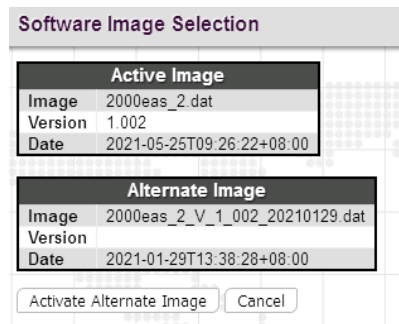 Software Image Selection
Active Image
Image 2000eas_2.dat
Version 1.002
Date 2021-05-25T09:26:22+08:00
Alternate Image
Image 2000eas_2_V_1_002_20210129.dat
Version
Date 2021-01-29T13:38:28+08:00
Activate Alternate Image Cancel